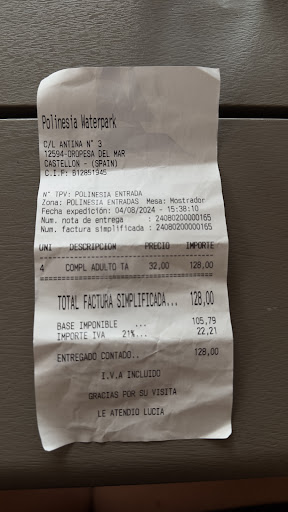 Polinesia Waterpark
C/L ANTINA N° 3
12594-OROPESA DEL MAR
CASTELLON - (SPAIN)
C.I.F: B12851945
N° TPV: POLINESIA ENTRADA
Zona: POLINESIA ENTRADAS Mesa: Mostrador
Fecha expedición: 04/08/2024 - 15:38:10
Num. nota de entrega : 24080200000165
Num. factura simplificada : 24080200000165
UNI DESCRIPCION PRECIO IMPORTE
4 COMPL ADULTO TA 32,00 128,00
TOTAL FACTURA SIMPLIFICADA... 128,00
BASE IMPONIBLE ... 105,79
IMPORTE IVA 21%... 22,21
ENTREGADO CONTADO.. 128,00
I.V.A INCLUIDO
GRACIAS POR SU VISITA
LE ATENDIO LUCIA